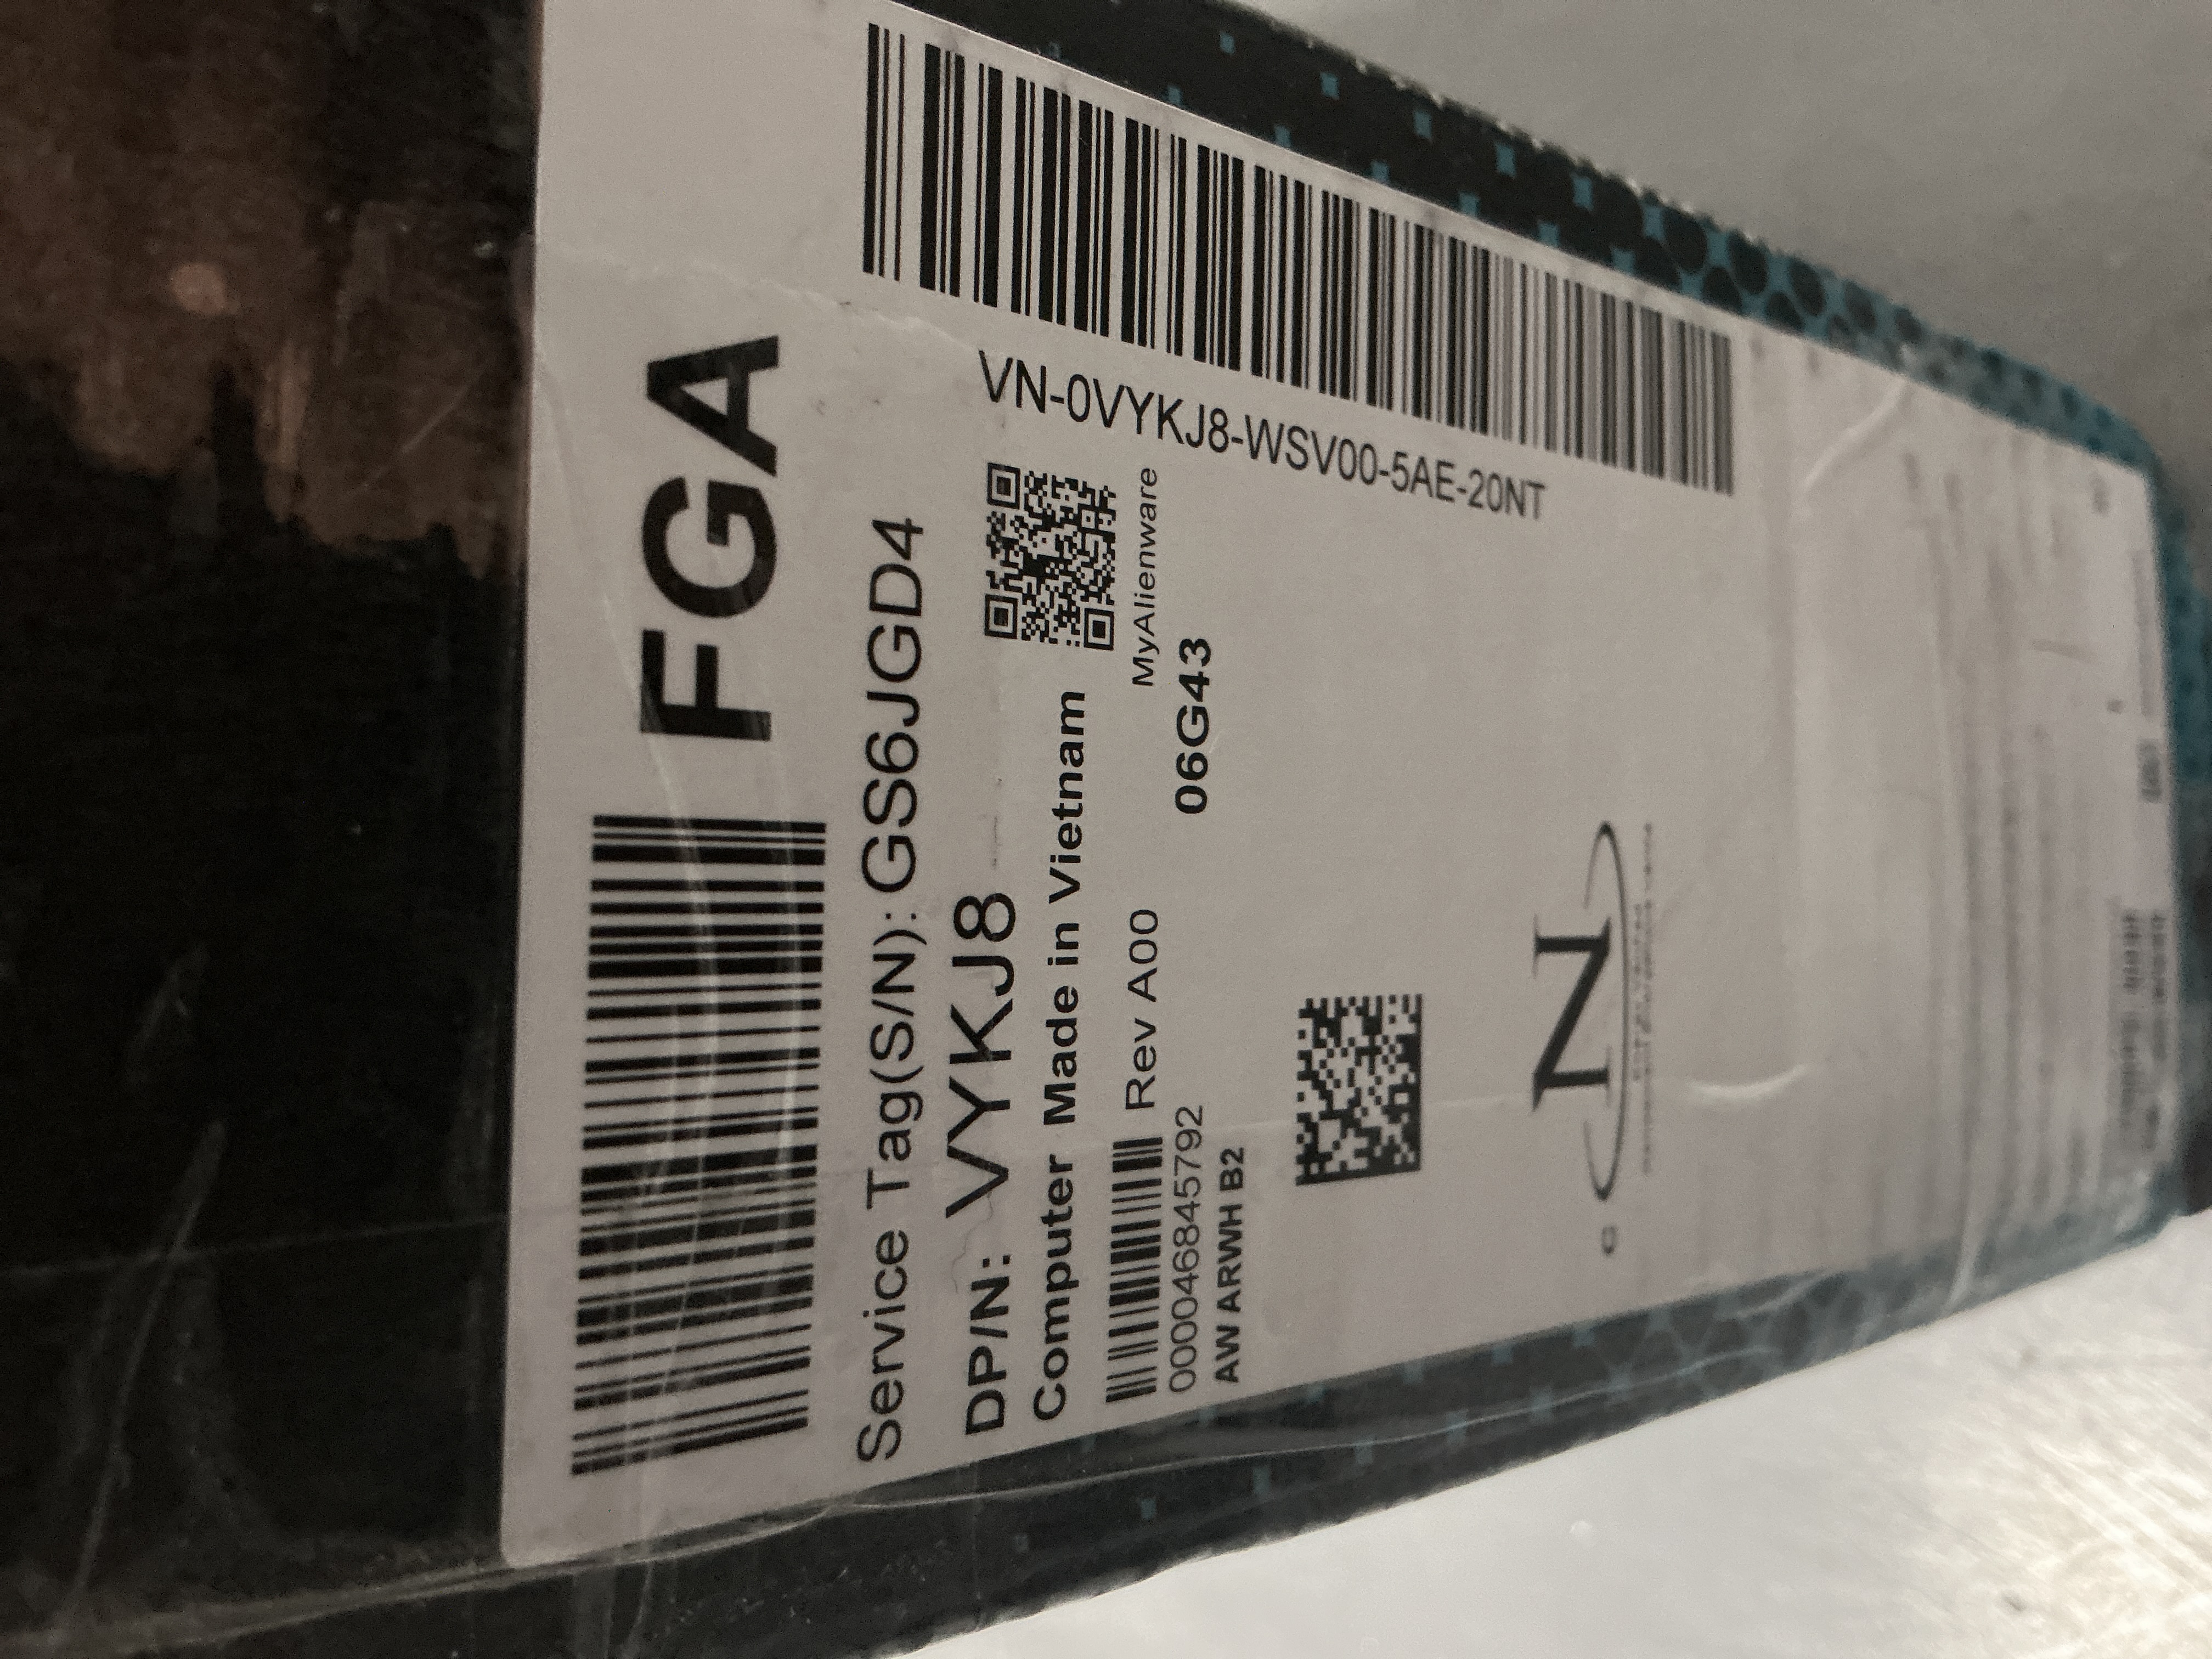 FGA
Service Tag(S/N): GS6JGD4
DP/N: VYKJ8
Computer Made in Vietnam
Rev A00
MyAlienware
000046845792
06G43
AW ARWH B2
VN-0VYKJ8-WSV00-5AE-20NT
N